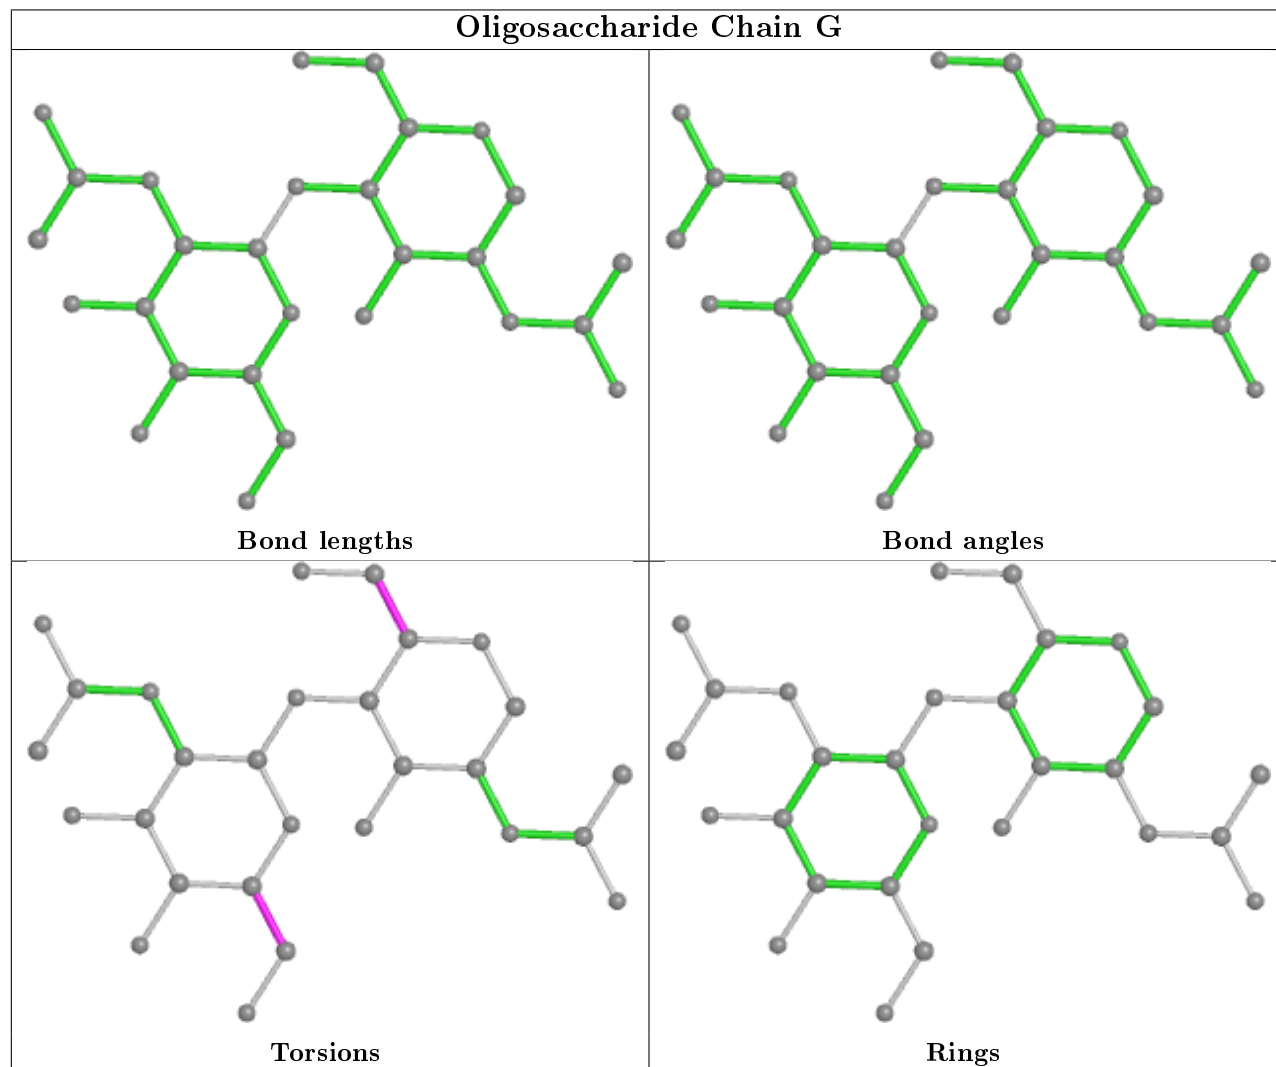 Oligosaccharide Chain G
Bond lengths
Bond angles
Torsions
Rings